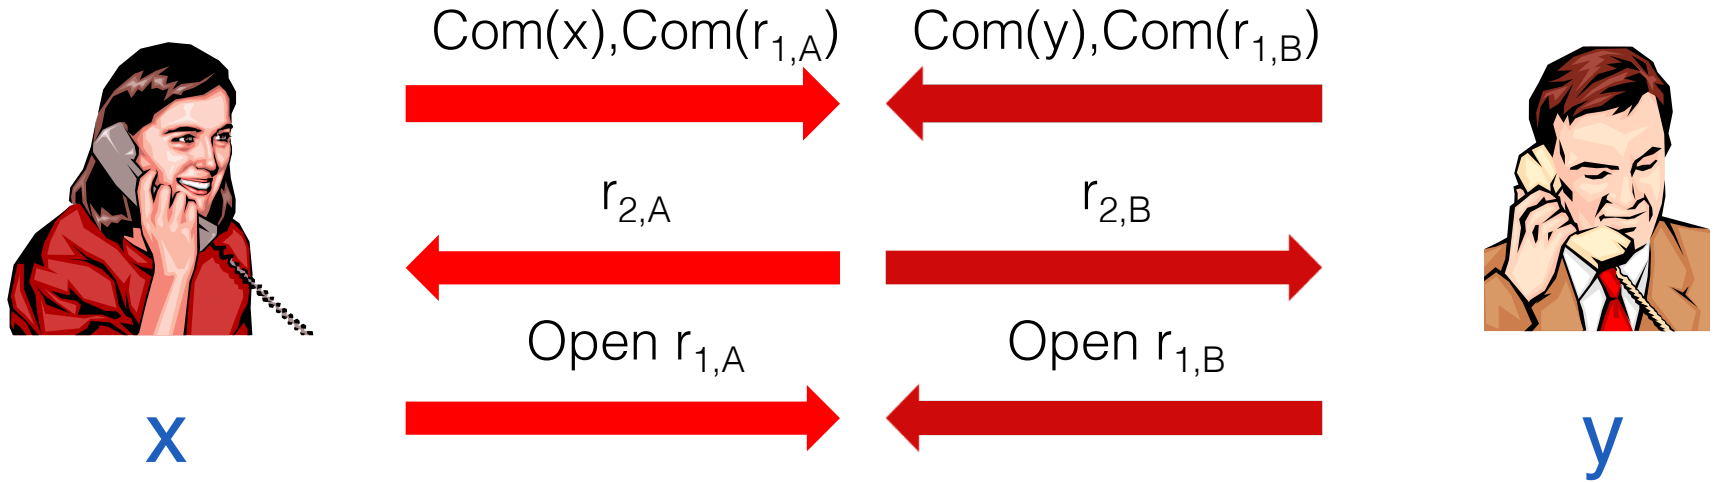 Com(x),Com(r1,A) Com(y),Com(r1,B)
r2,A r2,B
Open r1,A Open r1,B
x y